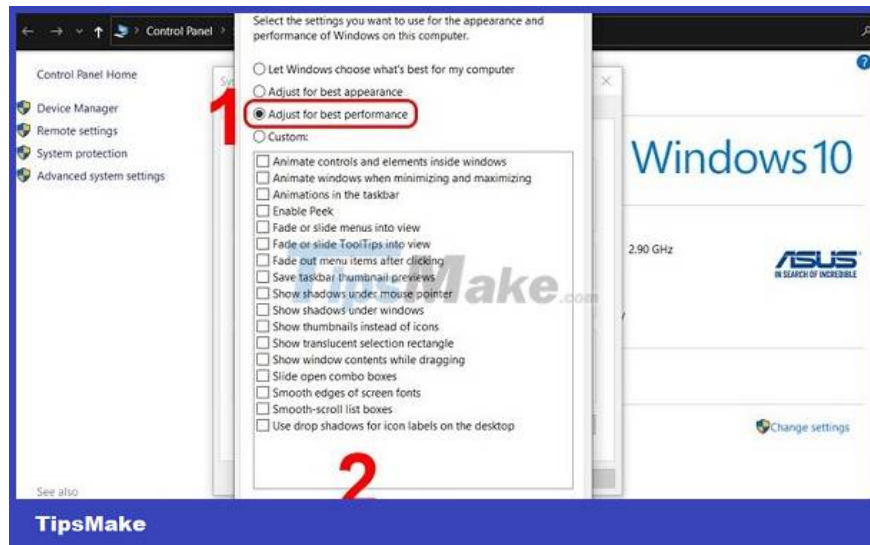 Control Panel
Control Panel Home
Device Manager
Remote settings
System protection
Advanced system settings
See also
Select the settings you want to use for the appearance and
performance of Windows on this computer.
Let Windows choose what's best for my computer
Adjust for best appearance
1
Adjust for best performance
Custom:
Animate controls and elements inside windows
Animate windows when minimizing and maximizing
Animations in the taskbar
Enable Peek
Fade or slide menus into view
Fade or slide ToolTips into view
Fade out menu items after clicking
Save taskbar thumbnail previews
Show shadows under mouse pointer
Show shadows under windows
Show thumbnails instead of icons
Show translucent selection rectangle
Show window contents while dragging
Slide open combo boxes
Smooth edges of screen fonts
Smooth-scroll list boxes
Use drop shadows for icon labels on the desktop
2
TipsMake.com
Windows 10
2.90 GHz
ASUS
IN SEARCH OF INCREDIBLE
Change settings
TipsMake